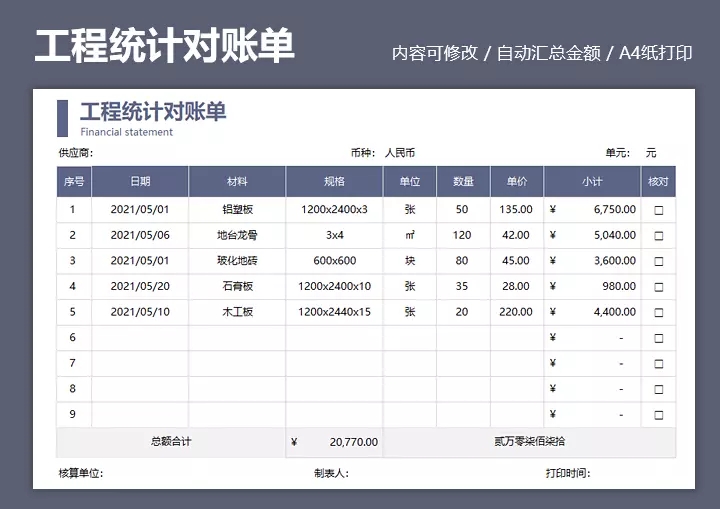 工程统计对账单
内容可修改 / 自动汇总金额 / A4纸打印
工程统计对账单
Financial statement
供应商： 币种： 人民币 单元： 元
序号 日期 材料 规格 单位 数量 单价 小计 核对
1 2021/05/01 铝塑板 1200x2400x3 张 50 135.00 ¥ 6,750.00 □
2 2021/05/06 地台龙骨 3x4 ㎡ 120 42.00 ¥ 5,040.00 □
3 2021/05/01 玻化地砖 600x600 块 80 45.00 ¥ 3,600.00 □
4 2021/05/20 石膏板 1200x2400x10 张 35 28.00 ¥ 980.00 □
5 2021/05/10 木工板 1200x2440x15 张 20 220.00 ¥ 4,400.00 □
6 ¥ - □
7 ¥ - □
8 ¥ - □
9 ¥ - □
总额合计 ¥ 20,770.00 贰万零柒佰柒拾
核算单位： 制表人： 打印时间：